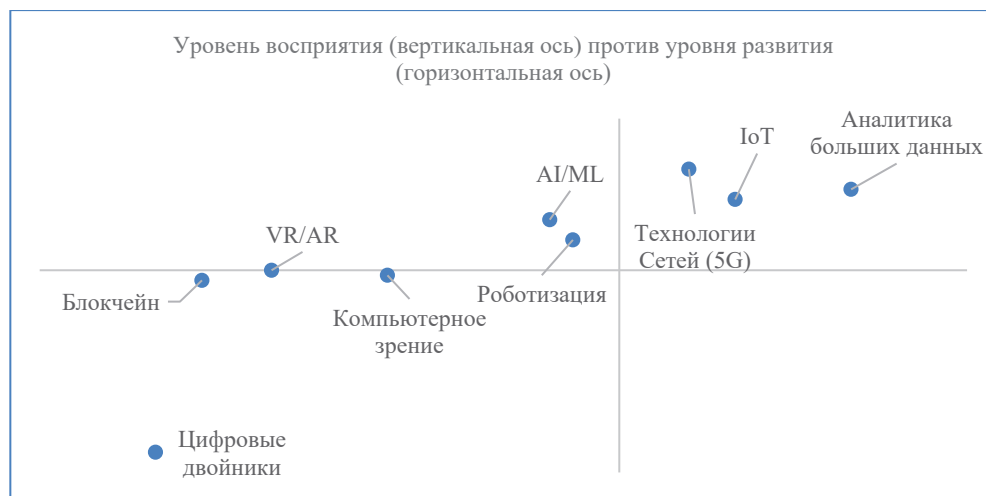 Уровень восприятия (вертикальная ось) против уровня развития
(горизонтальная ось)
Аналитика
больших данных
IoT
AI/ML
Технологии
Сетей (5G)
VR/AR
Роботизация
Блокчейн
Компьютерное
зрение
Цифровые
двойники